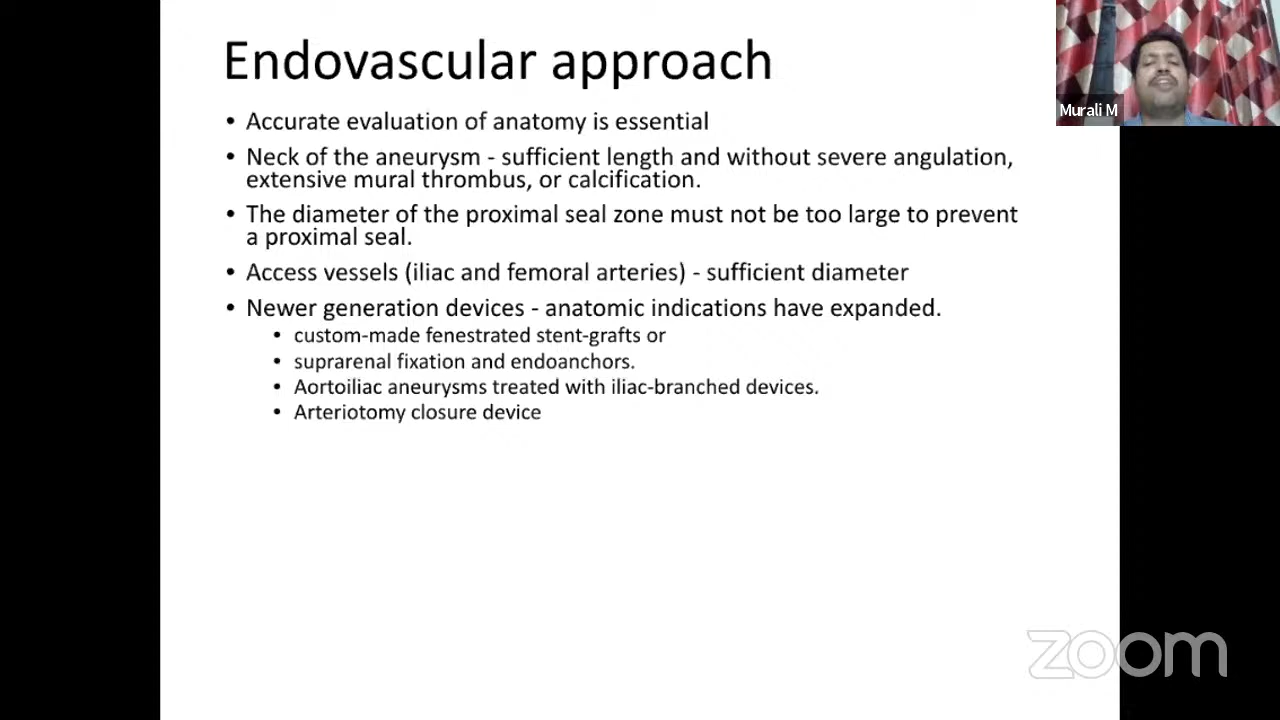 Endovascular approach
• Accurate evaluation of anatomy is essential
• Neck of the aneurysm - sufficient length and without severe angulation,
extensive mural thrombus, or calcification.
• The diameter of the proximal seal zone must not be too large to prevent
a proximal seal.
• Access vessels (iliac and femoral arteries) - sufficient diameter
• Newer generation devices - anatomic indications have expanded.
• custom-made fenestrated stent-grafts or
• suprarenal fixation and endoanchors.
• Aortoiliac aneurysms treated with iliac-branched devices.
• Arteriotomy closure device
Murali M
zoom